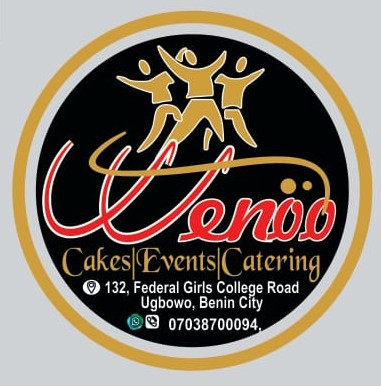 Wenöö
Cakes|Events|Catering
132, Federal Girls College Road
Ugbowo, Benin City
07038700094,